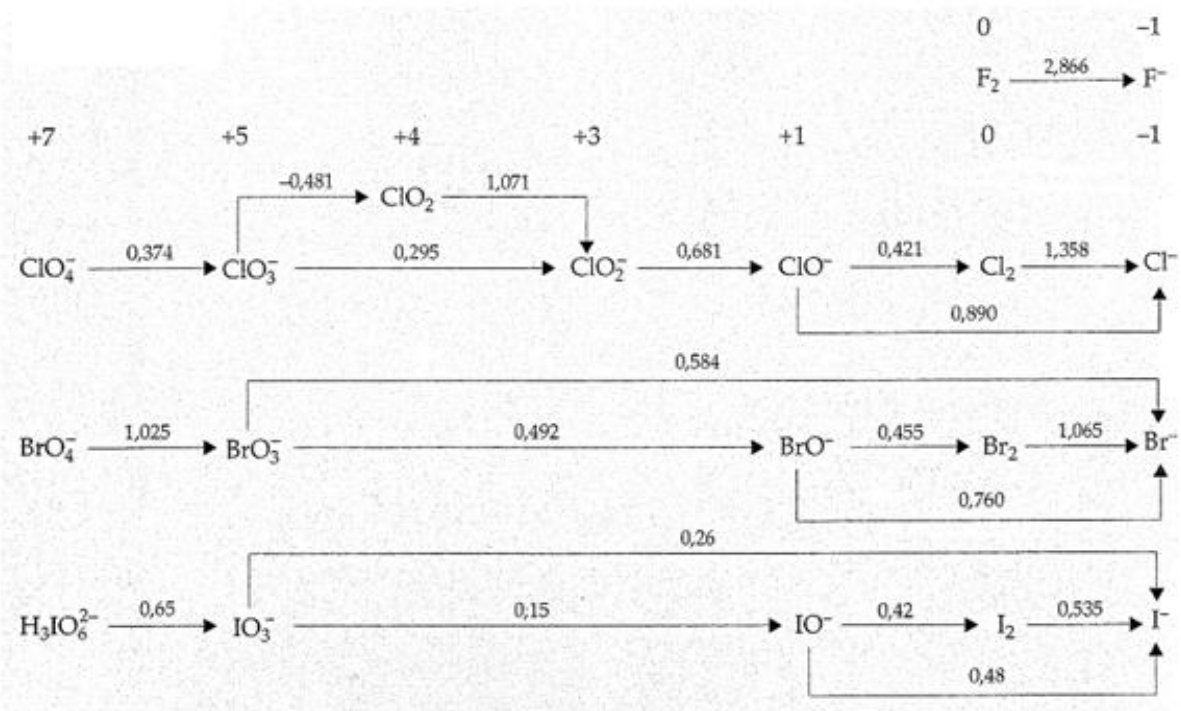 0 –1
F₂ 2,866 F⁻
+7 +5 +4 +3 +1 0 –1
–0,481 ClO₂ 1,071
ClO₄⁻ 0,374 ClO₃⁻ 0,295 ClO₂⁻ 0,681 ClO⁻ 0,421 Cl₂ 1,358 Cl⁻
0,890
0,584
BrO₄⁻ 1,025 BrO₃⁻ 0,492 BrO⁻ 0,455 Br₂ 1,065 Br⁻
0,760
0,26
H₃IO₆²⁻ 0,65 IO₃⁻ 0,15 IO⁻ 0,42 I₂ 0,535 I⁻
0,48